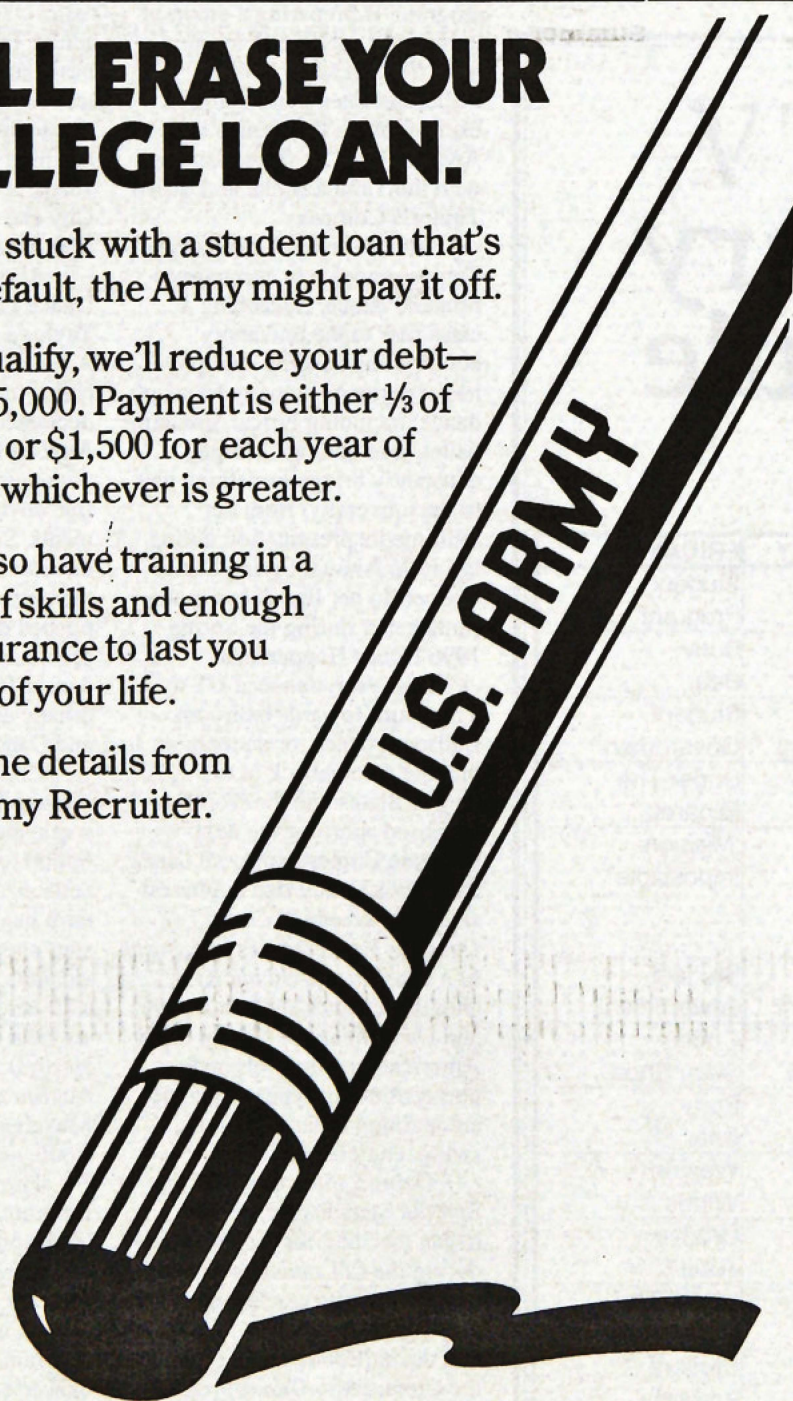 LL ERASE YOUR
LLEGE LOAN.
stuck with a student loan that's
efault, the Army might pay it off.
ualify, we'll reduce your debt—
5,000. Payment is either ⅓ of
or $1,500 for each year of
whichever is greater.
so have training in a
f skills and enough
urance to last you
of your life.
ne details from
my Recruiter.
U.S. ARMY